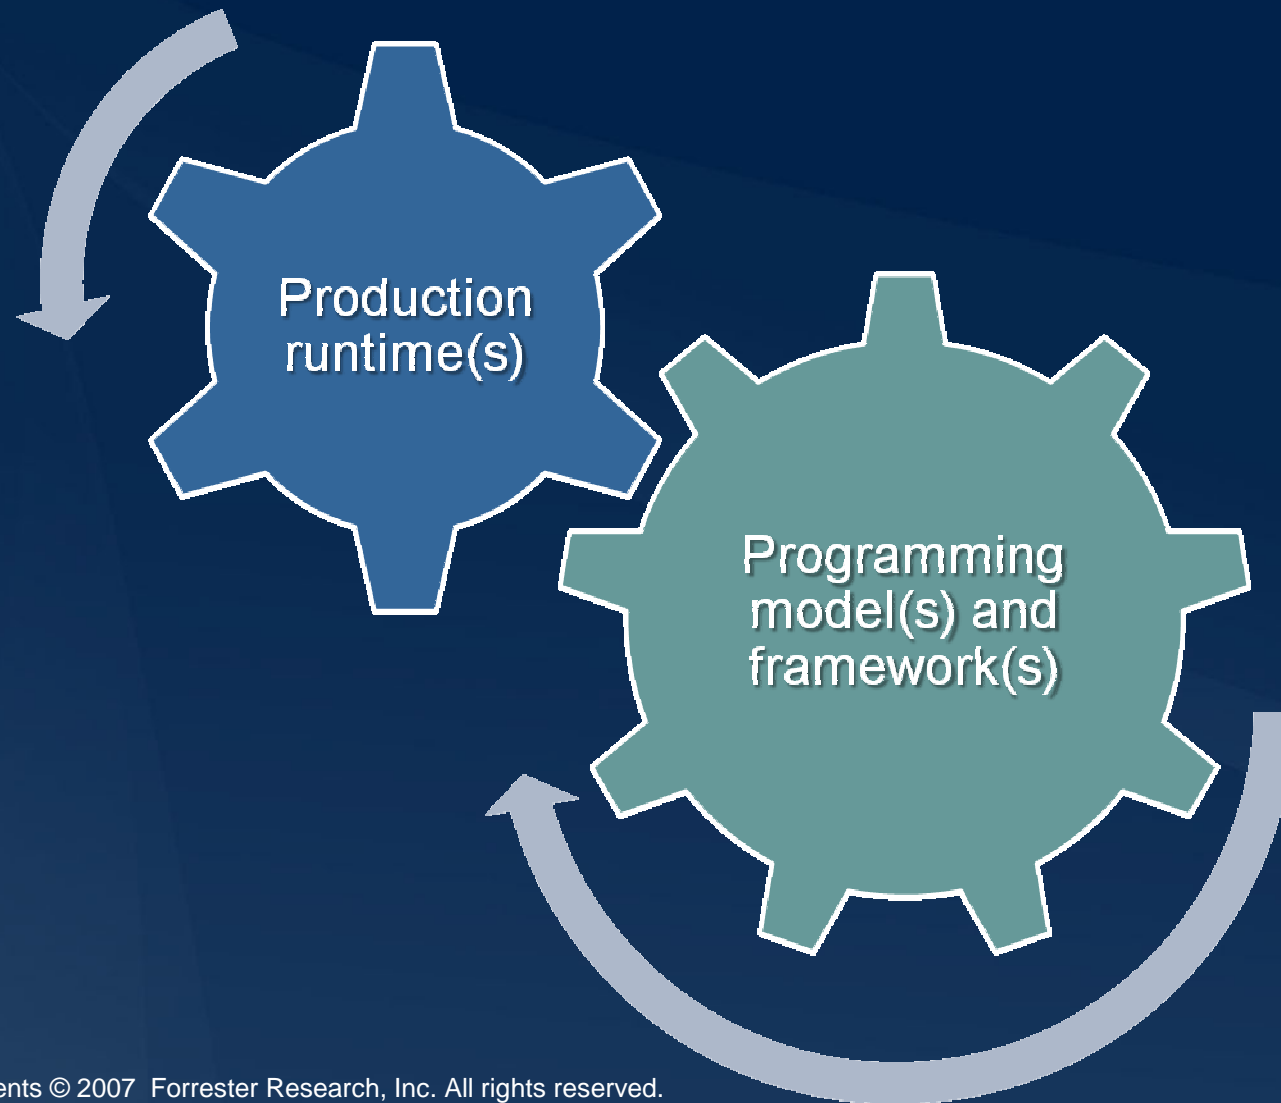 Production
runtime(s)
Programming
model(s) and
framework(s)
ents © 2007 Forrester Research, Inc. All rights reserved.